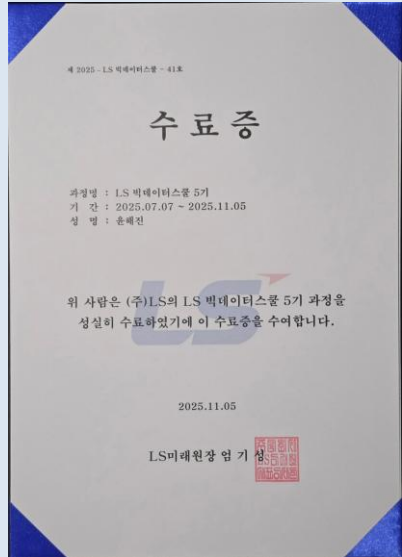 제 2025 - LS 빅데이터스쿨 - 41호
수료증
과정명 : LS 빅데이터스쿨 5기
기 간 : 2025.07.07 ~ 2025.11.05
성 명 : 윤해진
LS
위 사람은 (주)LS의 LS 빅데이터스쿨 5기 과정을
성실히 수료하였기에 이 수료증을 수여합니다.
2025.11.05
LS미래원장 엄 기 성